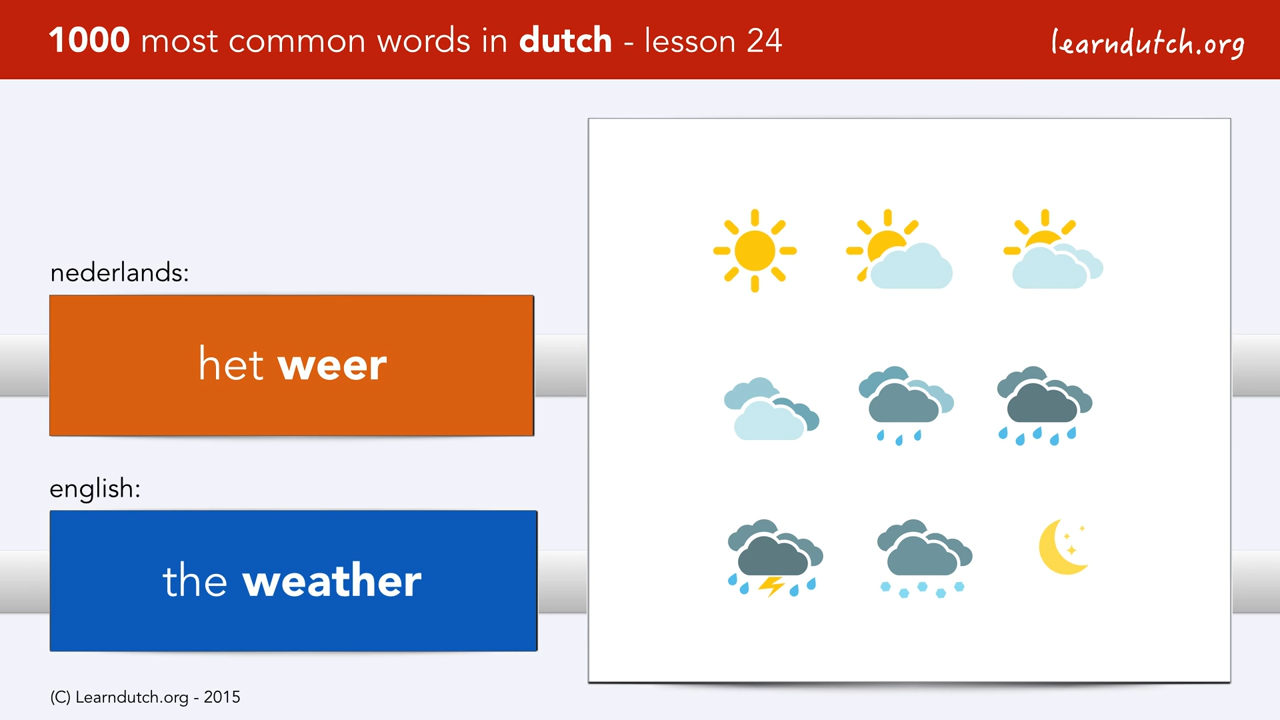 1000 most common words in dutch - lesson 24
learndutch.org
nederlands:
het weer
english:
the weather
(C) Learndutch.org - 2015